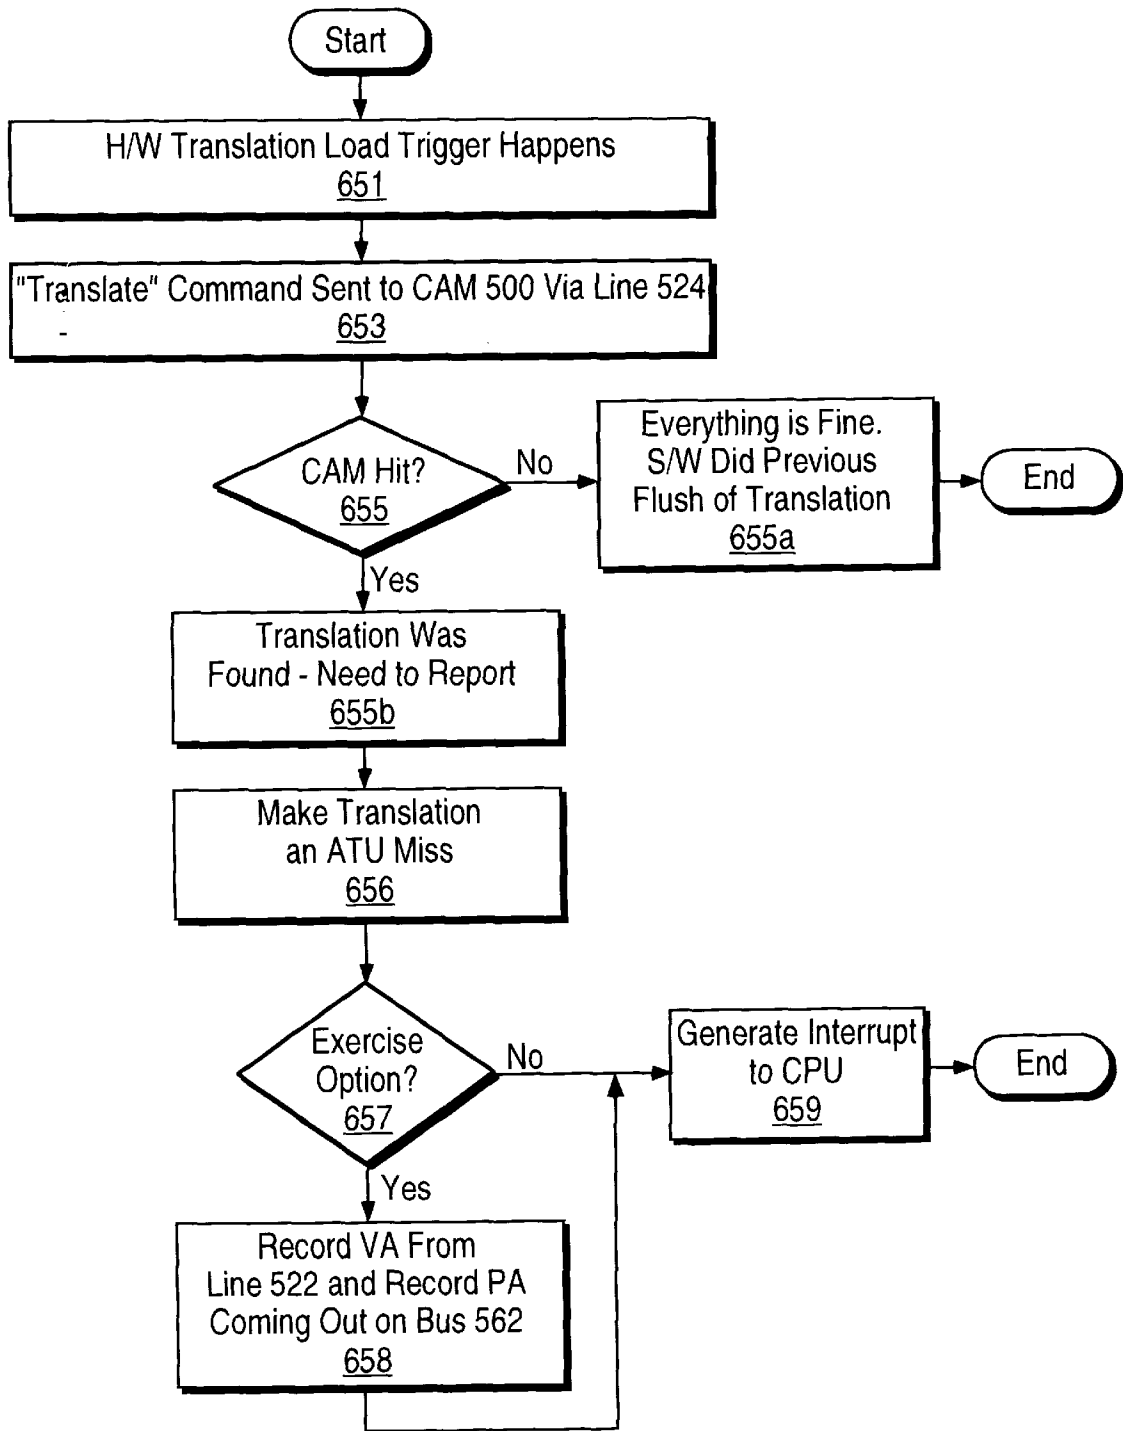 Start
H/W Translation Load Trigger Happens
651
"Translate" Command Sent to CAM 500 Via Line 524
653
CAM Hit?
655
No
Everything is Fine.
S/W Did Previous
Flush of Translation
655a
End
Yes
Translation Was
Found - Need to Report
655b
Make Translation
an ATU Miss
656
Exercise
Option?
657
No
Generate Interrupt
to CPU
659
End
Yes
Record VA From
Line 522 and Record PA
Coming Out on Bus 562
658